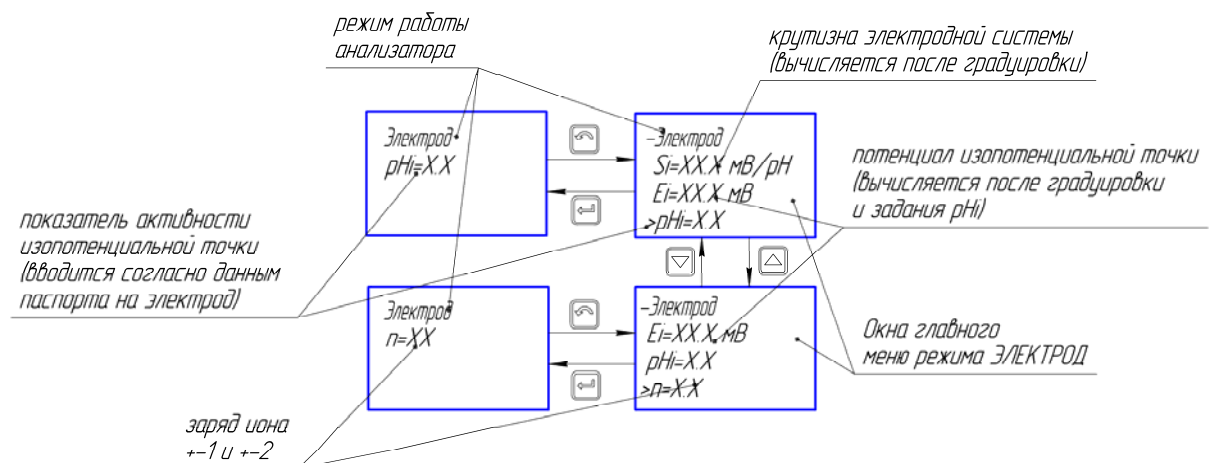 режим работы
анализатора
крутизна электродной системы
(вычисляется после градуировки)
Электрод
pHi=X.X
–Электрод
Si=XX.X мВ/pH
Ei=XX.X мВ
>pHi=X.X
потенциал изопотенциальной точки
(вычисляется после градуировки
и задания pHi)
показатель активности
изопотенциальной точки
(вводится согласно данным
паспорта на электрод)
Электрод
n=XX
–Электрод
Ei=XX.X мВ
pHi=X.X
>n=X.X
Окна главного
меню режима ЭЛЕКТРОД
заряд иона
+–1 и +–2